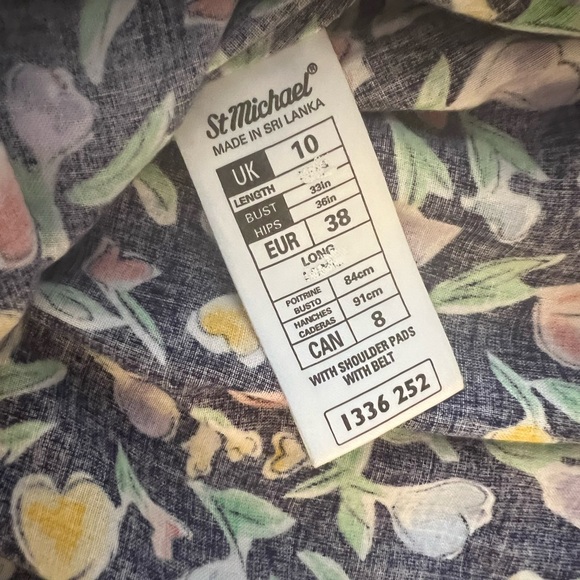 St Michael®
MADE IN SRI LANKA
UK 10
LENGTH
BUST 33in
HIPS 36in
EUR 38
LONG
POITRINE
BUSTO 84cm
HANCHES
CADERAS 91cm
CAN 8
WITH SHOULDER PADS
WITH BELT
1336 252